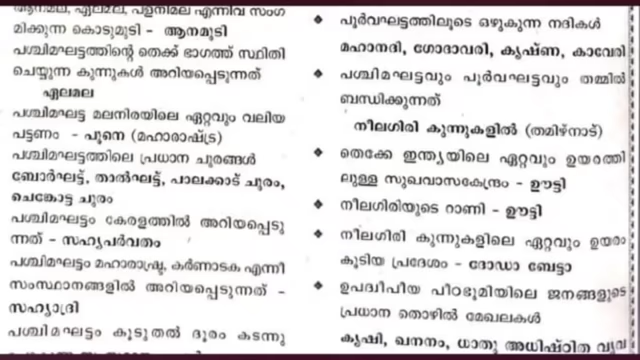 ആനമല, ഏലമല, പളനിമല എന്നിവ സംഗ
മിക്കുന്ന കൊടുമുടി - ആനമുടി
പശ്ചിമഘട്ടത്തിന്റെ തെക്ക് ഭാഗത്ത് സ്ഥിതി
ചെയ്യുന്ന കുന്നുകൾ അറിയപ്പെടുന്നത്
ഏലമല
പശ്ചിമഘട്ട മലനിരയിലെ ഏറ്റവും വലിയ
പട്ടണം - പൂനെ (മഹാരാഷ്ട്ര)
പശ്ചിമഘട്ടത്തിലെ പ്രധാന ചുരങ്ങൾ
ബോർഘട്ട്, താൽഘട്ട്, പാലക്കാട് ചുരം,
ചെങ്കോട്ട ചുരം
പശ്ചിമഘട്ടം കേരളത്തിൽ അറിയപ്പെടു
ന്നത് - സഹ്യപർവതം
പശ്ചിമഘട്ടം മഹാരാഷ്ട്ര, കർണാടക എന്നീ
സംസ്ഥാനങ്ങളിൽ അറിയപ്പെടുന്നത് -
സഹ്യാദ്രി
പശ്ചിമഘട്ടം കൂടുതൽ ദൂരം കടന്നു
❖ പൂർവഘട്ടത്തിലൂടെ ഒഴുകുന്ന നദികൾ
മഹാനദി, ഗോദാവരി, കൃഷ്ണ, കാവേരി
❖ പശ്ചിമഘട്ടവും പൂർവഘട്ടവും തമ്മിൽ
ബന്ധിക്കുന്നത്
നീലഗിരി കുന്നുകളിൽ (തമിഴ്നാട്)
❖ തെക്കേ ഇന്ത്യയിലെ ഏറ്റവും ഉയരത്തി
ലുള്ള സുഖവാസകേന്ദ്രം - ഊട്ടി
❖ നീലഗിരിയുടെ റാണി - ഊട്ടി
❖ നീലഗിരി കുന്നുകളിലെ ഏറ്റവും ഉയരം
കൂടിയ പ്രദേശം - ദോഡാ ബേട്ടാ
❖ ഉപദ്വീപീയ പീഠഭൂമിയിലെ ജനങ്ങളുടെ
പ്രധാന തൊഴിൽ മേഖലകൾ
കൃഷി, ഖനനം, ധാതു അധിഷ്ഠിത വ്യവ